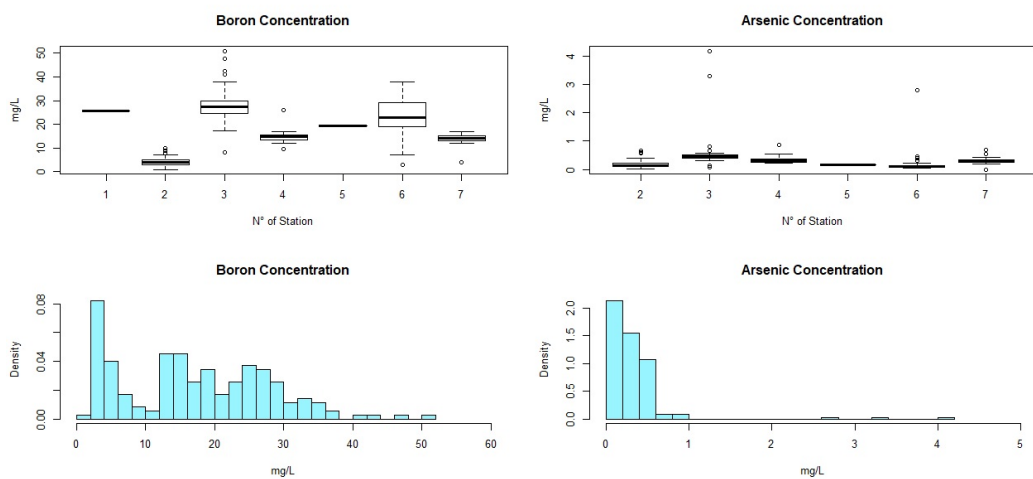 Boron Concentration
mg/L
0 10 20 30 40 50
1 2 3 4 5 6 7
N° of Station
Arsenic Concentration
mg/L
0 1 2 3 4
2 3 4 5 6 7
N° of Station
Boron Concentration
Density
0.00 0.04 0.08
0 10 20 30 40 50 60
mg/L
Arsenic Concentration
Density
0.0 0.5 1.0 1.5 2.0
0 1 2 3 4 5
mg/L